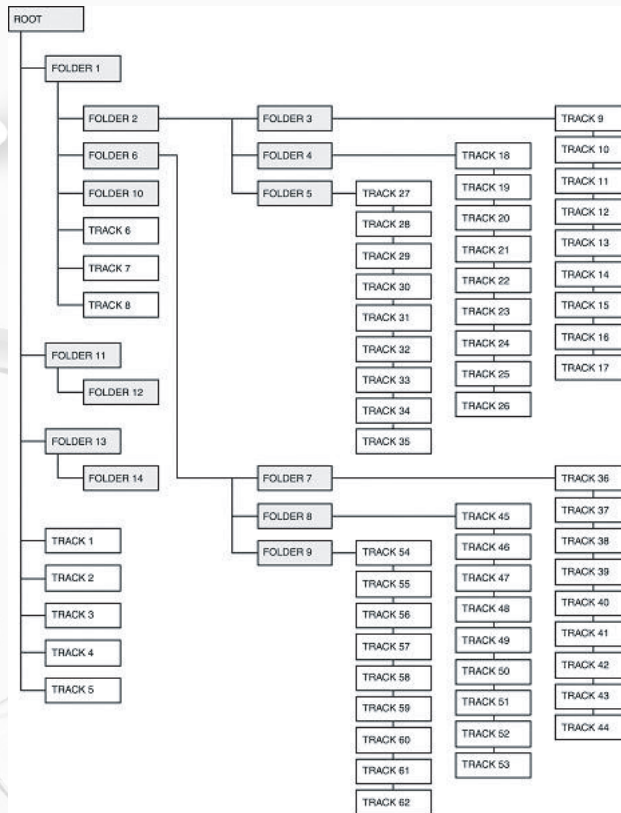 ROOT
FOLDER 1
FOLDER 2
FOLDER 3
TRACK 9
TRACK 10
TRACK 11
TRACK 12
TRACK 13
TRACK 14
TRACK 15
TRACK 16
TRACK 17
FOLDER 4
TRACK 18
TRACK 19
TRACK 20
TRACK 21
TRACK 22
TRACK 23
TRACK 24
TRACK 25
TRACK 26
FOLDER 5
TRACK 27
TRACK 28
TRACK 29
TRACK 30
TRACK 31
TRACK 32
TRACK 33
TRACK 34
TRACK 35
FOLDER 6
FOLDER 7
TRACK 36
TRACK 37
TRACK 38
TRACK 39
TRACK 40
TRACK 41
TRACK 42
TRACK 43
TRACK 44
FOLDER 8
TRACK 45
TRACK 46
TRACK 47
TRACK 48
TRACK 49
TRACK 50
TRACK 51
TRACK 52
TRACK 53
FOLDER 9
TRACK 54
TRACK 55
TRACK 56
TRACK 57
TRACK 58
TRACK 59
TRACK 60
TRACK 61
TRACK 62
FOLDER 10
TRACK 6
TRACK 7
TRACK 8
FOLDER 11
FOLDER 12
FOLDER 13
FOLDER 14
TRACK 1
TRACK 2
TRACK 3
TRACK 4
TRACK 5